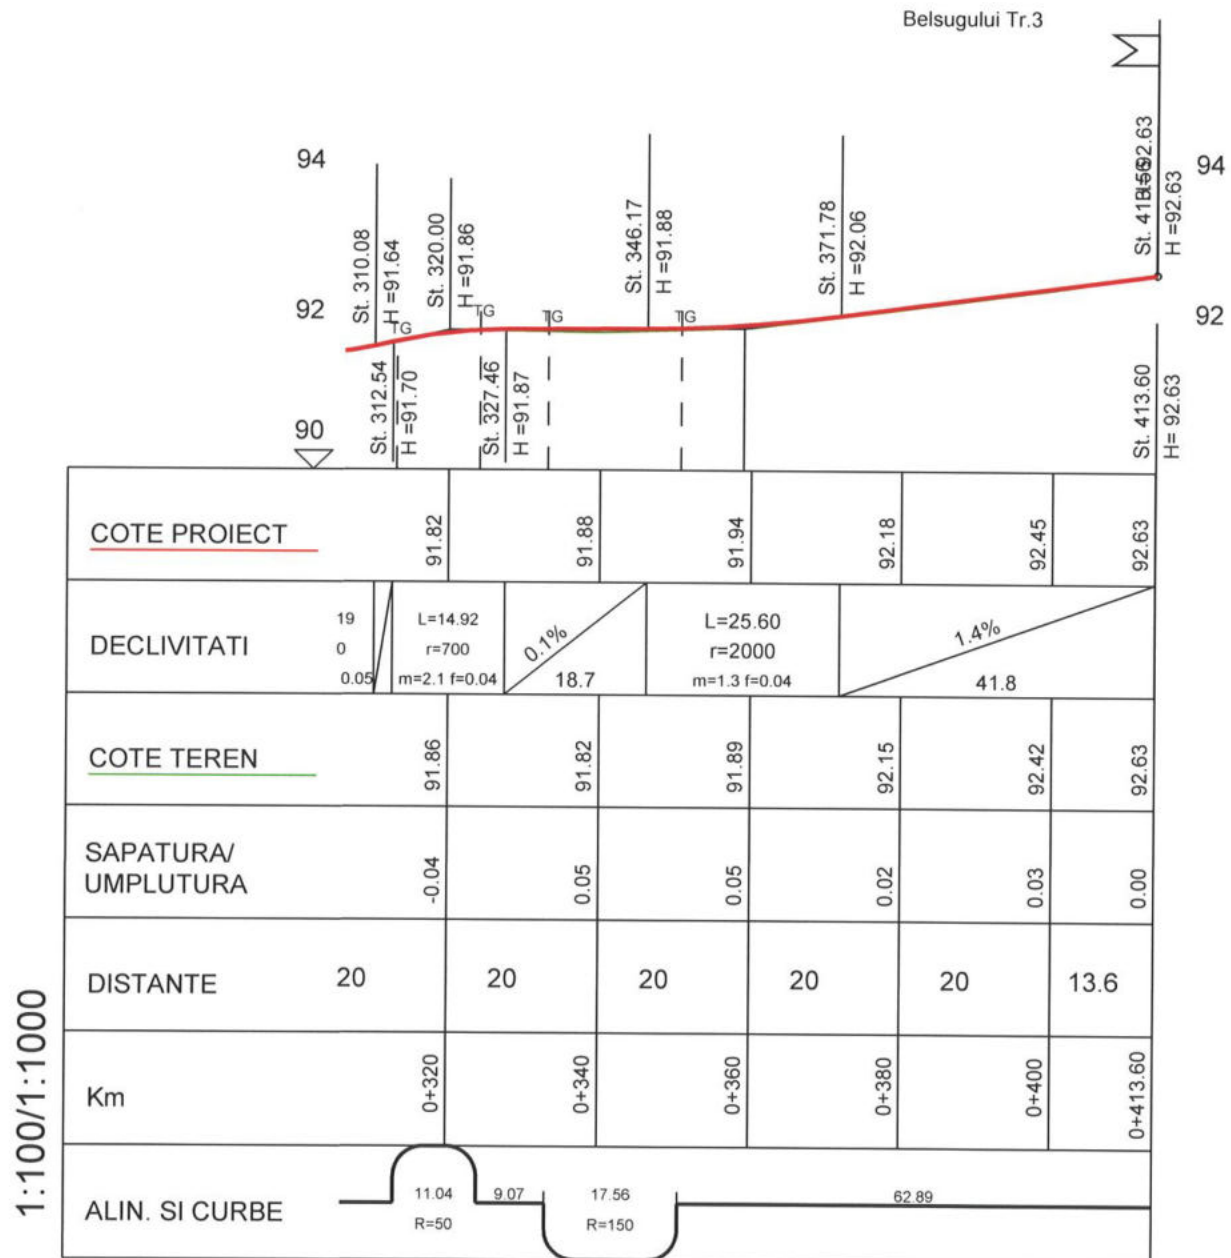 Belsugului Tr.3
94
92
90
St. 310.08
H =91.64
St. 320.00
H =91.86
St. 346.17
H =91.88
St. 371.78
H =92.06
H =92.63
94
92
TG
TG
TG
TG
St. 312.54
H =91.70
St. 327.46
H =91.87
St. 413.60
H= 92.63
COTE PROIECT
91.82
91.88
91.94
92.18
92.45
92.63
DECLIVITATI
19
0
0.05
L=14.92
r=700
m=2.1 f=0.04
0.1%
18.7
L=25.60
r=2000
m=1.3 f=0.04
1.4%
41.8
COTE TEREN
91.86
91.82
91.89
92.15
92.42
92.63
SAPATURA/
UMPLUTURA
-0.04
0.05
0.05
0.02
0.03
0.00
DISTANTE
20
20
20
20
20
13.6
Km
0+320
0+340
0+360
0+380
0+400
0+413.60
ALIN. SI CURBE
11.04
R=50
9.07
17.56
R=150
62.89
1:100/1:1000